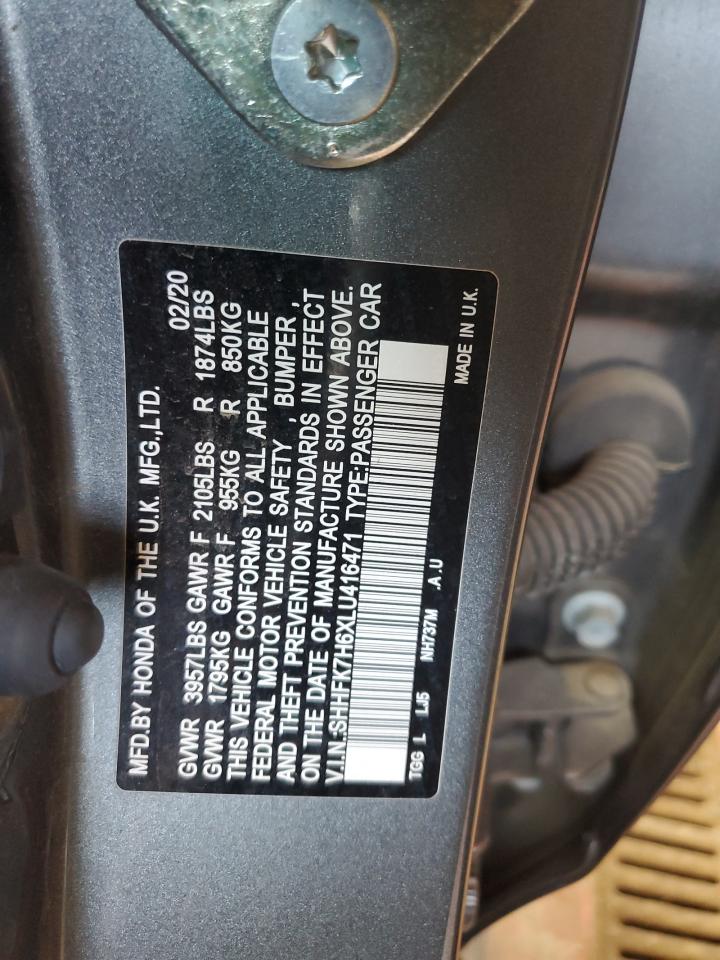 MFD.BY HONDA OF THE U.K. MFG.,LTD. 02/20
GVWR 3957LBS GAWR F 2105LBS R 1874LBS
GVWR 1795KG GAWR F 955KG R 850KG
THIS VEHICLE CONFORMS TO ALL APPLICABLE
FEDERAL MOTOR VEHICLE SAFETY , BUMPER ,
AND THEFT PREVENTION STANDARDS IN EFFECT
ON THE DATE OF MANUFACTURE SHOWN ABOVE.
V.I.N.:SHHFK7H6XLU416471 TYPE:PASSENGER CAR
TGG L LJ5 NH737M .A.U MADE IN U.K.